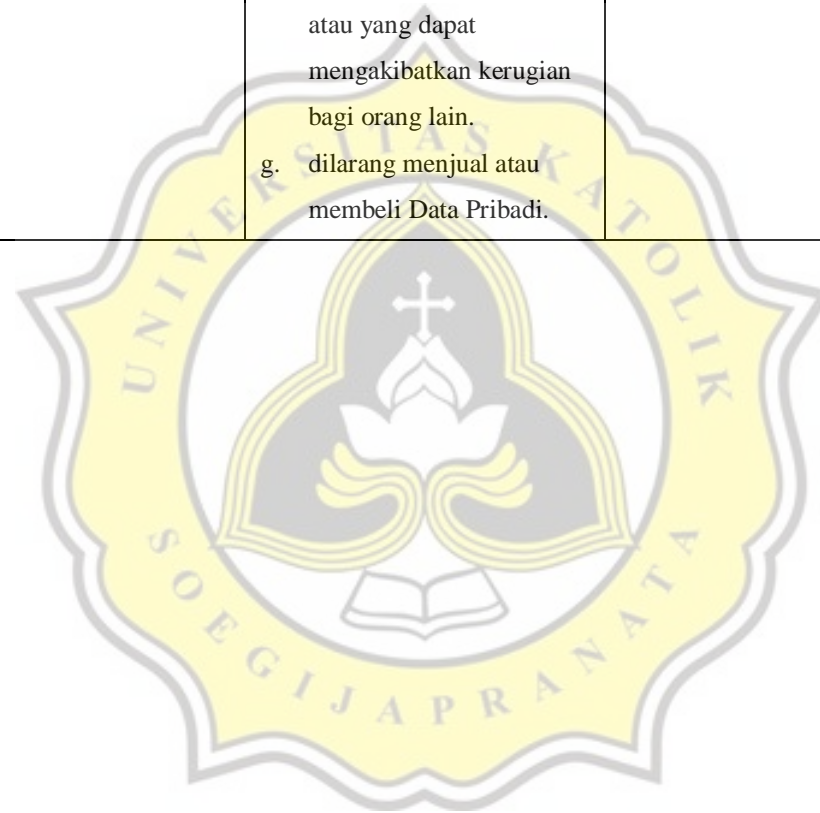 atau yang dapat
mengakibatkan kerugian
bagi orang lain.
g. dilarang menjual atau
membeli Data Pribadi.
UNIVERSITAS KATOLIK
SOEGIJAPRANATA